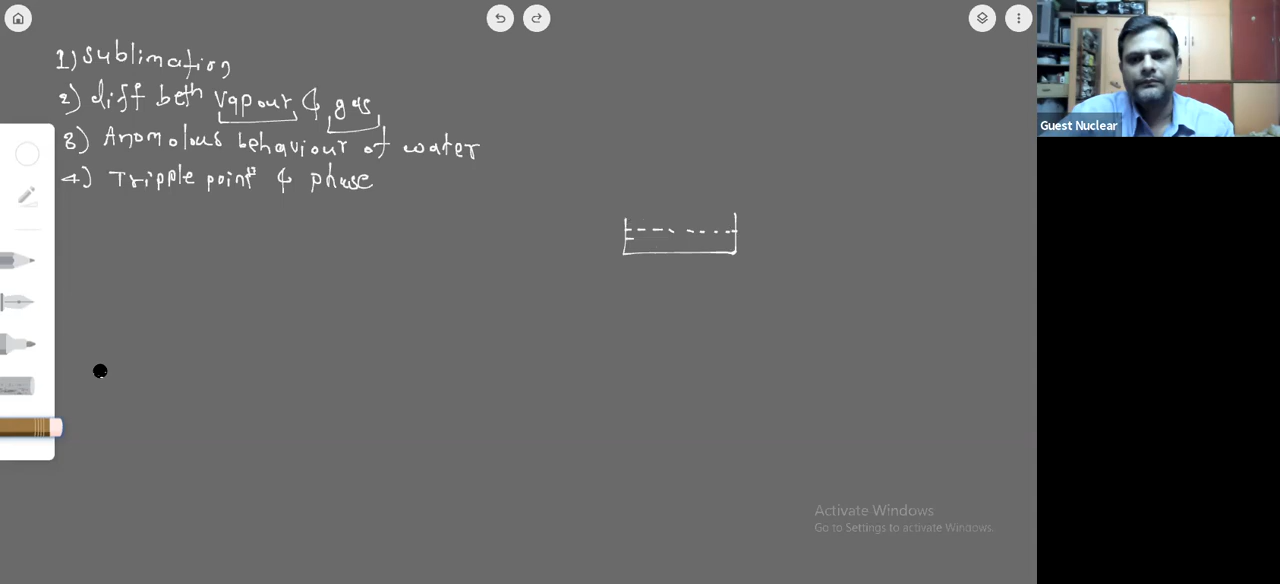 1) Sublimation
2) diff beth Vapour & gas
3) Anomolous behaviour of water
4) Tripple point & phase
Guest Nuclear
Activate Windows
Go to Settings to activate Windows.